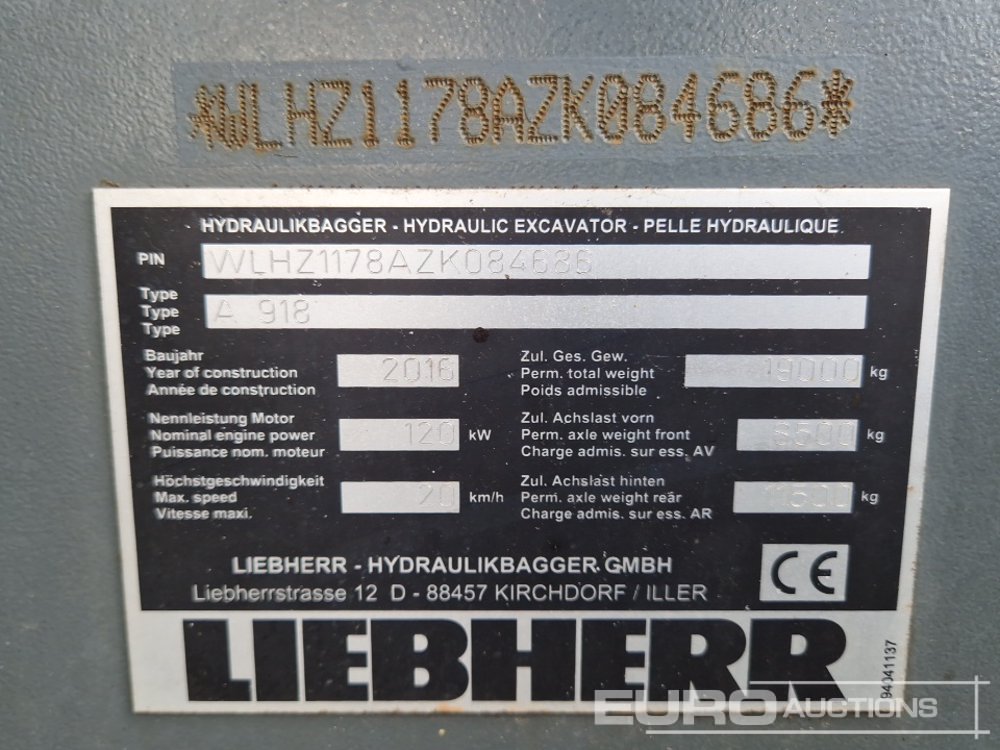 *WLHZ1178AZK084686*
HYDRAULIKBAGGER - HYDRAULIC EXCAVATOR - PELLE HYDRAULIQUE
PIN WLHZ1178AZK084686
Type
Type A 918
Type
Baujahr
Year of construction 2016
Année de construction
Zul. Ges. Gew.
Perm. total weight 19000 kg
Poids admissible
Nennleistung Motor
Nominal engine power 120 kW
Puissance nom. moteur
Zul. Achslast vorn
Perm. axle weight front 8500 kg
Charge admis. sur ess. AV
Höchstgeschwindigkeit
Max. speed 20 km/h
Vitesse maxi.
Zul. Achslast hinten
Perm. axle weight rear 11500 kg
Charge admis. sur ess. AR
LIEBHERR - HYDRAULIKBAGGER GMBH
Liebherrstrasse 12 D - 88457 KIRCHDORF / ILLER
CE
LIEBHERR
94041137
EURO AUCTIONS